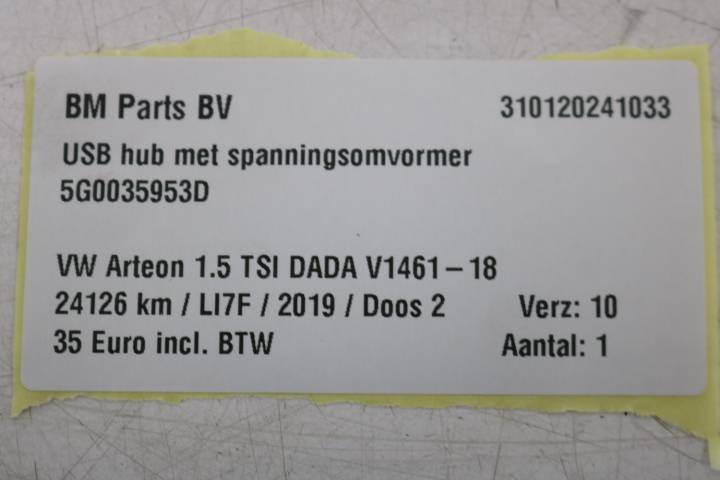 BM Parts BV 310120241033
USB hub met spanningsomvormer
5G0035953D
VW Arteon 1.5 TSI DADA V1461-18
24126 km / LI7F / 2019 / Doos 2 Verz: 10
35 Euro incl. BTW Aantal: 1